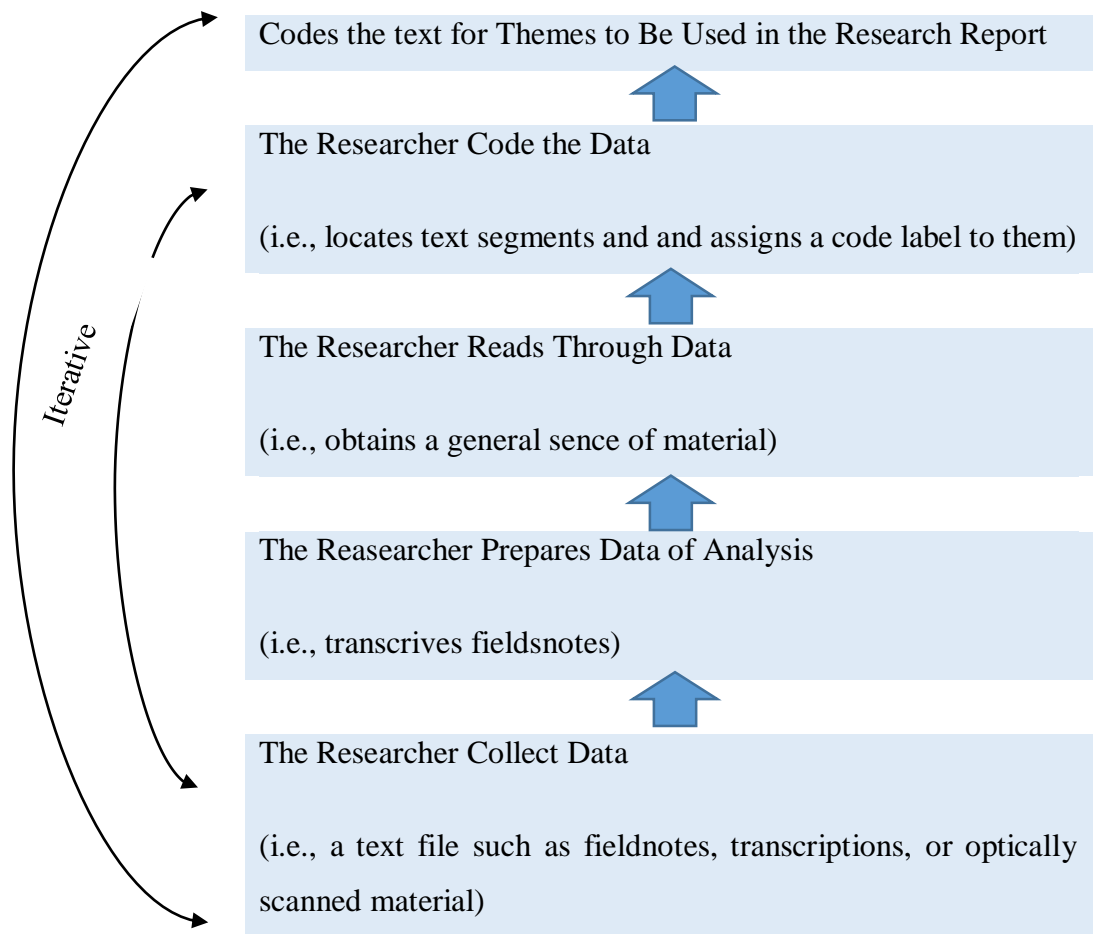 Codes the text for Themes to Be Used in the Research Report
The Researcher Code the Data
(i.e., locates text segments and and assigns a code label to them)
Iterative
The Researcher Reads Through Data
(i.e., obtains a general sence of material)
The Reasearcher Prepares Data of Analysis
(i.e., transcrives fieldsnotes)
The Researcher Collect Data
(i.e., a text file such as fieldnotes, transcriptions, or optically
scanned material)